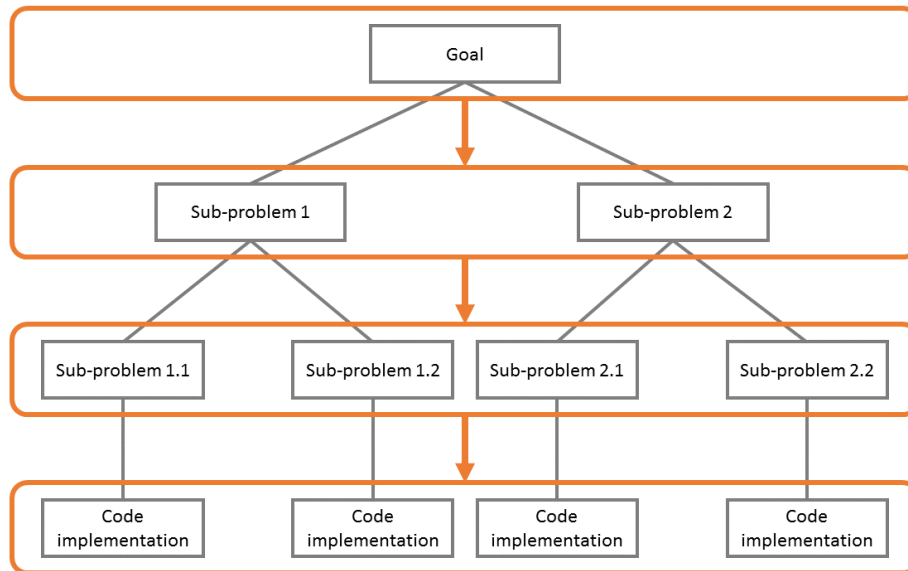 Goal
Sub-problem 1
Sub-problem 2
Sub-problem 1.1
Sub-problem 1.2
Sub-problem 2.1
Sub-problem 2.2
Code
implementation
Code
implementation
Code
implementation
Code
implementation